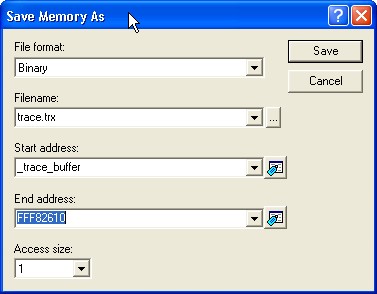 Save Memory As
File format:
Save
Binary
Cancel
Filename:
trace.trx
...
Start address:
_trace_buffer
End address:
FFF82610
Access size:
1